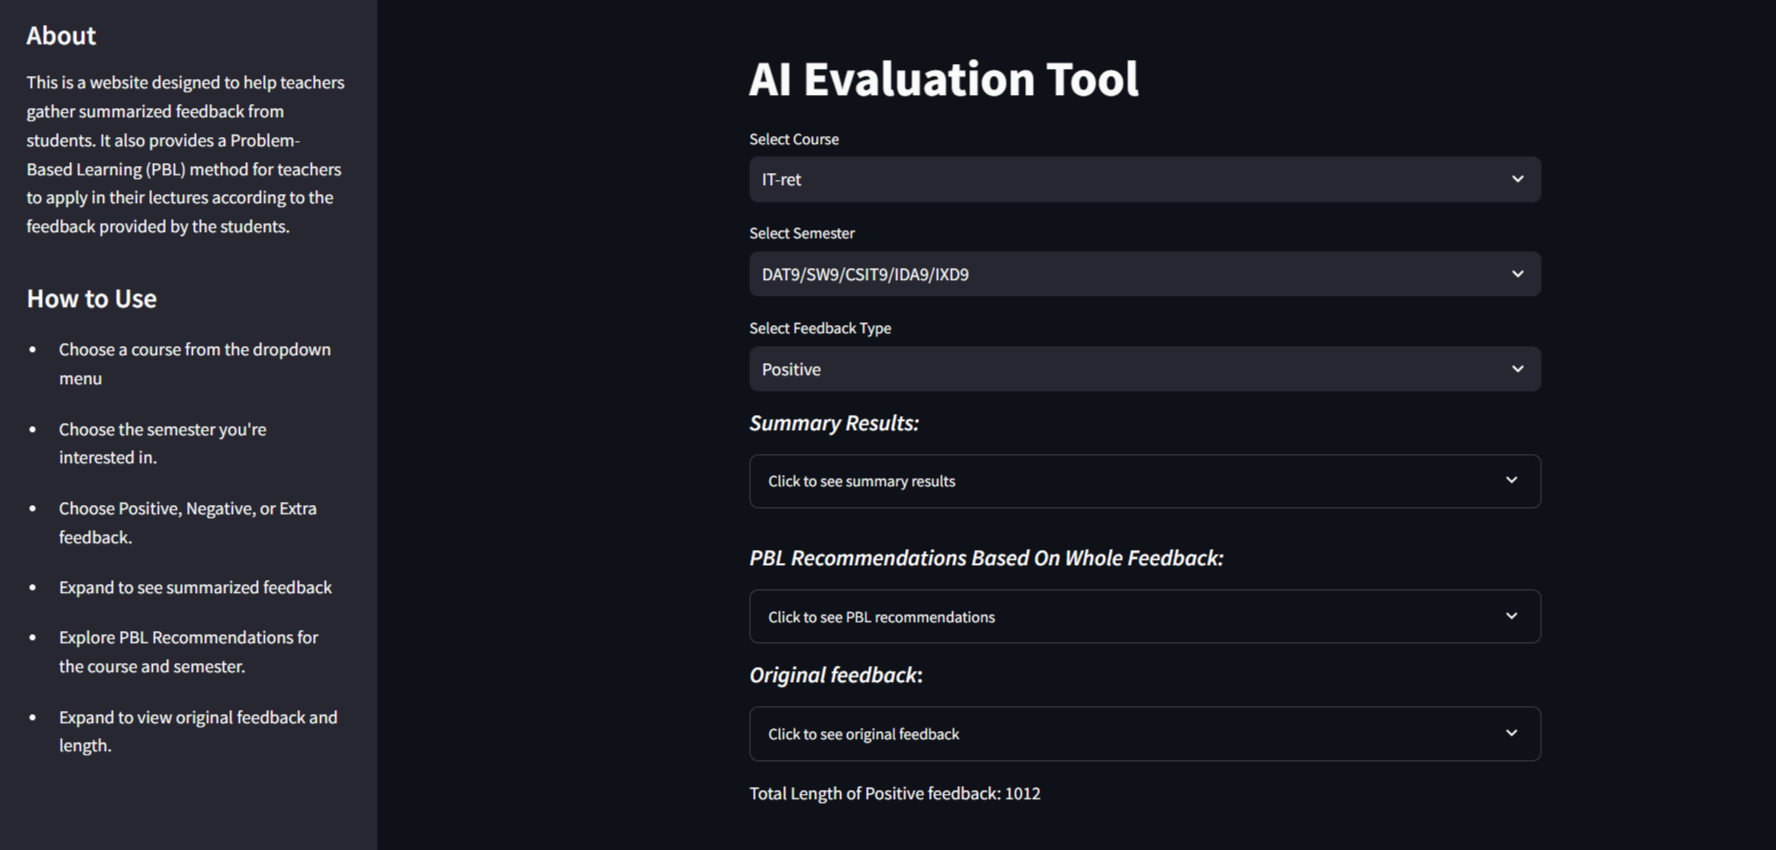 About
This is a website designed to help teachers
gather summarized feedback from
students. It also provides a Problem-
Based Learning (PBL) method for teachers
to apply in their lectures according to the
feedback provided by the students.
How to Use
• Choose a course from the dropdown
menu
• Choose the semester you're
interested in.
• Choose Positive, Negative, or Extra
feedback.
• Expand to see summarized feedback
• Explore PBL Recommendations for
the course and semester.
• Expand to view original feedback and
length.
AI Evaluation Tool
Select Course
IT-ret
Select Semester
DAT9/SW9/CSIT9/IDA9/IXD9
Select Feedback Type
Positive
Summary Results:
Click to see summary results
PBL Recommendations Based On Whole Feedback:
Click to see PBL recommendations
Original feedback:
Click to see original feedback
Total Length of Positive feedback: 1012